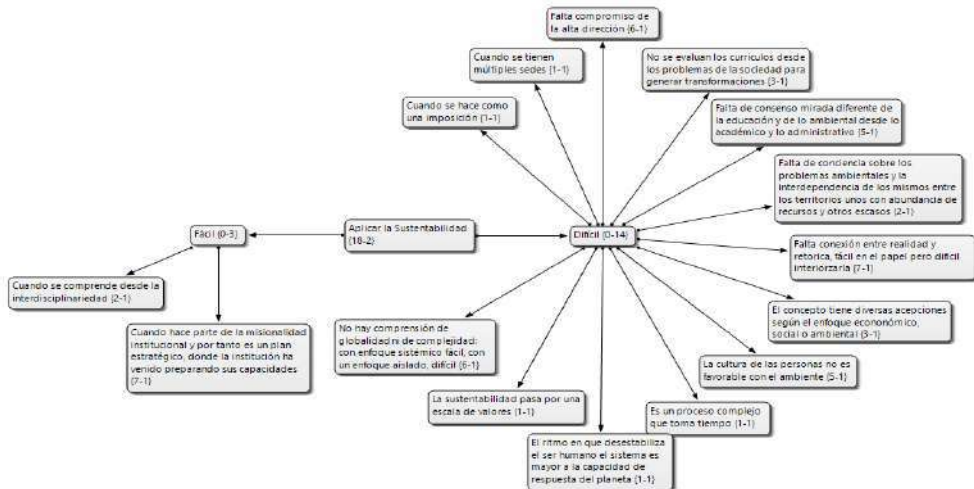 Falta compromiso de
la alta dirección {6-1}
Cuando se tienen
múltiples sedes {1-1}
No se evaluan los curriculos desde
los problemas de la sociedad para
generar transformaciones {3-1}
Cuando se hace como
una imposición {1-1}
Falta de consenso mirada diferente de
la educación y de lo ambiental desde lo
académico y lo administrativo {5-1}
Falta de conciencia sobre los
problemas ambientales y la
interdependencia de los mismos entre
los territorios unos con abundancia de
recursos y otros escasos {2-1}
Fácil {0-3}
Aplicar la Sustentabilidad
{18-2}
Difícil {0-14}
Falta conexión entre realidad y
retorica, fácil en el papel pero dificil
interiorzarla {7-1}
Cuando se comprende desde la
interdisciplinariedad {2-1}
El concepto tiene diversas acepciones
según el enfoque econonómico,
social o ambiental {3-1}
Cuando hace parte de la misionalidad
institucional y por tanto es un plan
estratégico, donde la institución ha
venido preparando sus capacidades
{7-1}
No hay comprensión de
globalidad ni de complejidad;
con enfoque sistémico fácil, con
un enfoque aislado, difícil {6-1}
La cultura de las personas no es
favorable con el ambiente {5-1}
La sustentabilidad pasa por una
escala de valores {1-1}
Es un proceso complejo
que toma tiempo {1-1}
El ritmo en que desestabiliza
el ser humano el sistema es
mayor a la capacidad de
respuesta del planeta {1-1}